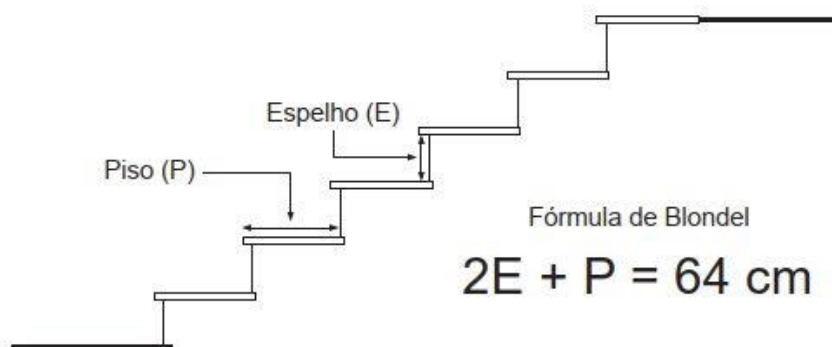 Espelho (E)
Piso (P)
Fórmula de Blondel
2E + P = 64 cm